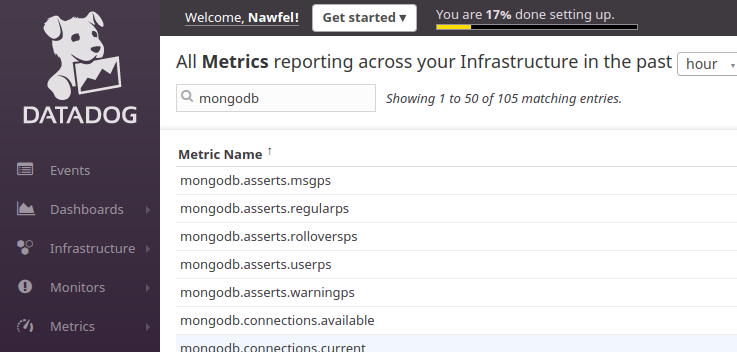 DATADOG
Events
Dashboards
Infrastructure
Monitors
Metrics
Welcome, Nawfel!
Get started ▾
You are 17% done setting up.
All Metrics reporting across your Infrastructure in the past hour
mongodb
Showing 1 to 50 of 105 matching entries.
Metric Name ↑
mongodb.asserts.msgps
mongodb.asserts.regularps
mongodb.asserts.rolloversps
mongodb.asserts.userps
mongodb.asserts.warningps
mongodb.connections.available
mongodb.connections.current